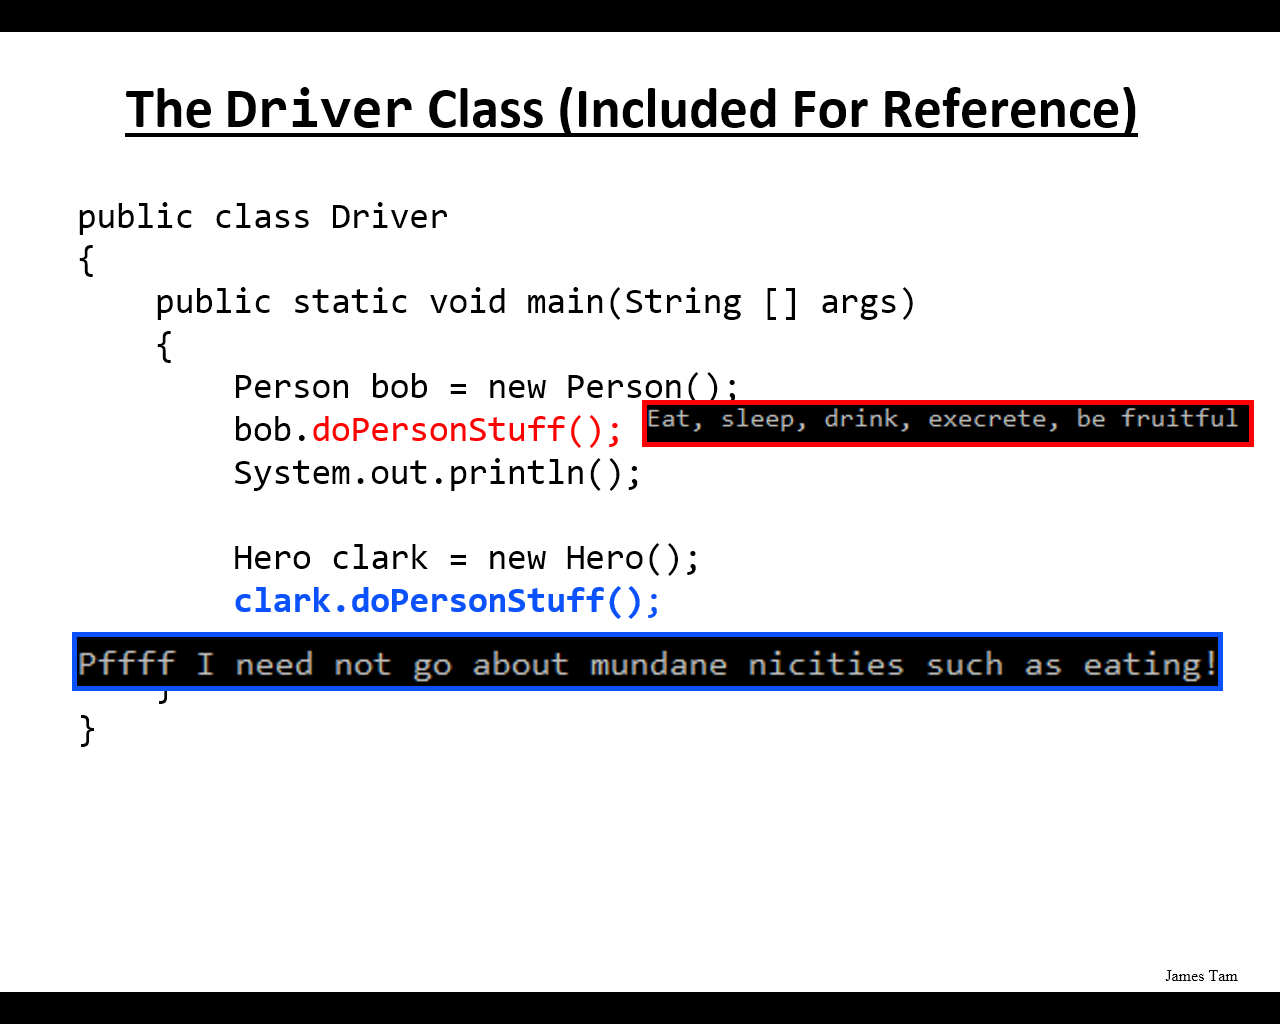 The Driver Class (Included For Reference)
public class Driver
{
public static void main(String [] args)
{
Person bob = new Person();
bob.doPersonStuff();
Eat, sleep, drink, execrete, be fruitful
System.out.println();
Hero clark = new Hero();
clark.doPersonStuff();
Pffff I need not go about mundane nicities such as eating!
}
}
James Tam